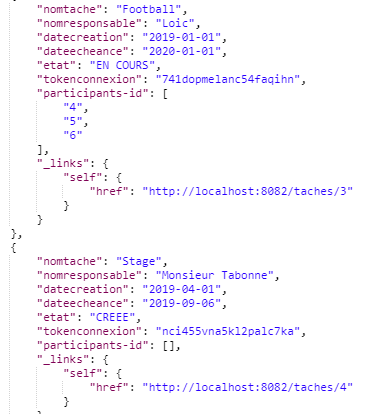 "nomtache": "Football",
"nomresponsable": "Loic",
"datecreation": "2019-01-01",
"dateecheance": "2020-01-01",
"etat": "EN COURS",
"tokenconnexion": "741dopmelanc54faqihn",
"participants-id": [
"4",
"5",
"6"
],
"_links": {
"self": {
"href": "http://localhost:8082/taches/3"
}
}
},
{
"nomtache": "Stage",
"nomresponsable": "Monsieur Tabonne",
"datecreation": "2019-04-01",
"dateecheance": "2019-09-06",
"etat": "CREEE",
"tokenconnexion": "nci455vna5kl2palc7ka",
"participants-id": [],
"_links": {
"self": {
"href": "http://localhost:8082/taches/4"
}